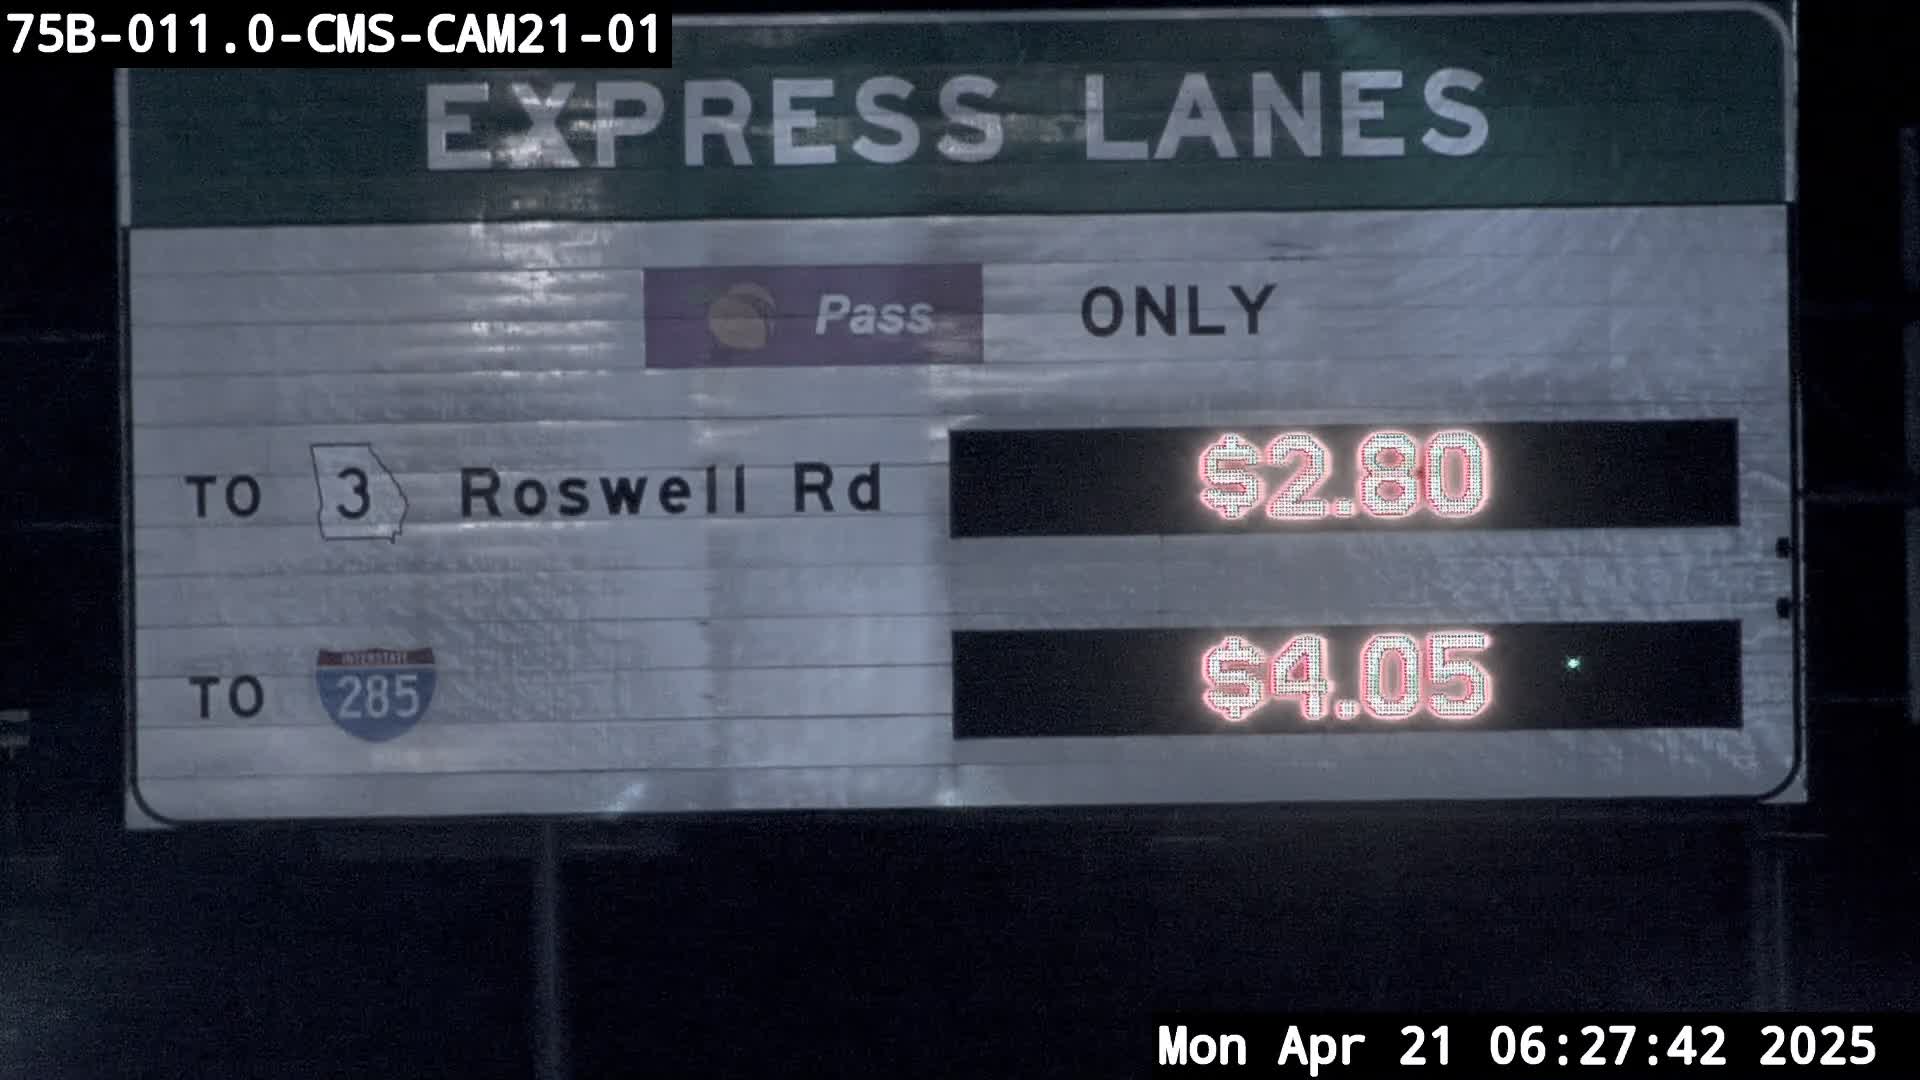 75B-011.0-CMS-CAM21-01
EXPRESS LANES
Pass ONLY
TO 3 Roswell Rd $2.80
TO INTERSTATE 285 $4.05
Mon Apr 21 06:27:42 2025